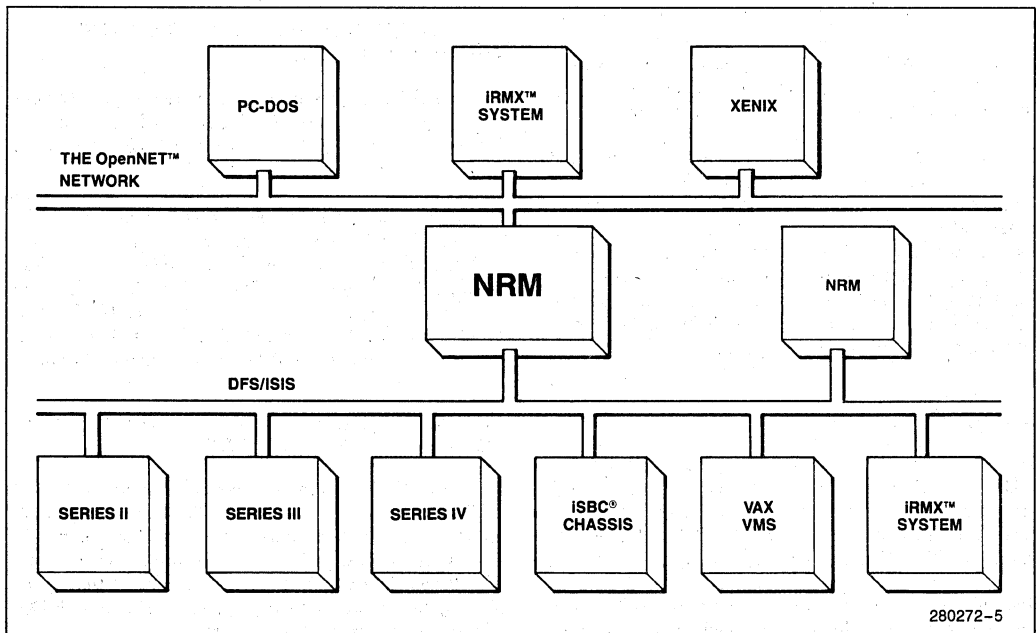 PC-DOS
iRMX™
SYSTEM
XENIX
THE OpenNET™
NETWORK
NRM
NRM
DFS/ISIS
SERIES II
SERIES III
SERIES IV
iSBC®
CHASSIS
VAX
VMS
iRMX™
SYSTEM
280272-5